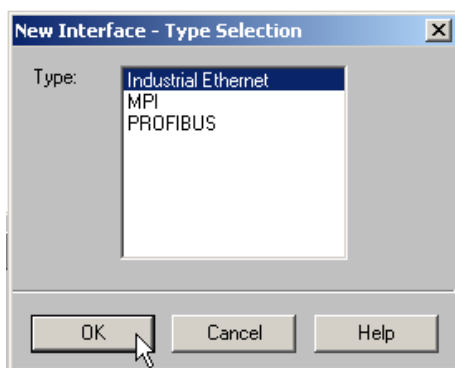 New Interface - Type Selection
Type:
Industrial Ethernet
MPI
PROFIBUS
OK Cancel Help